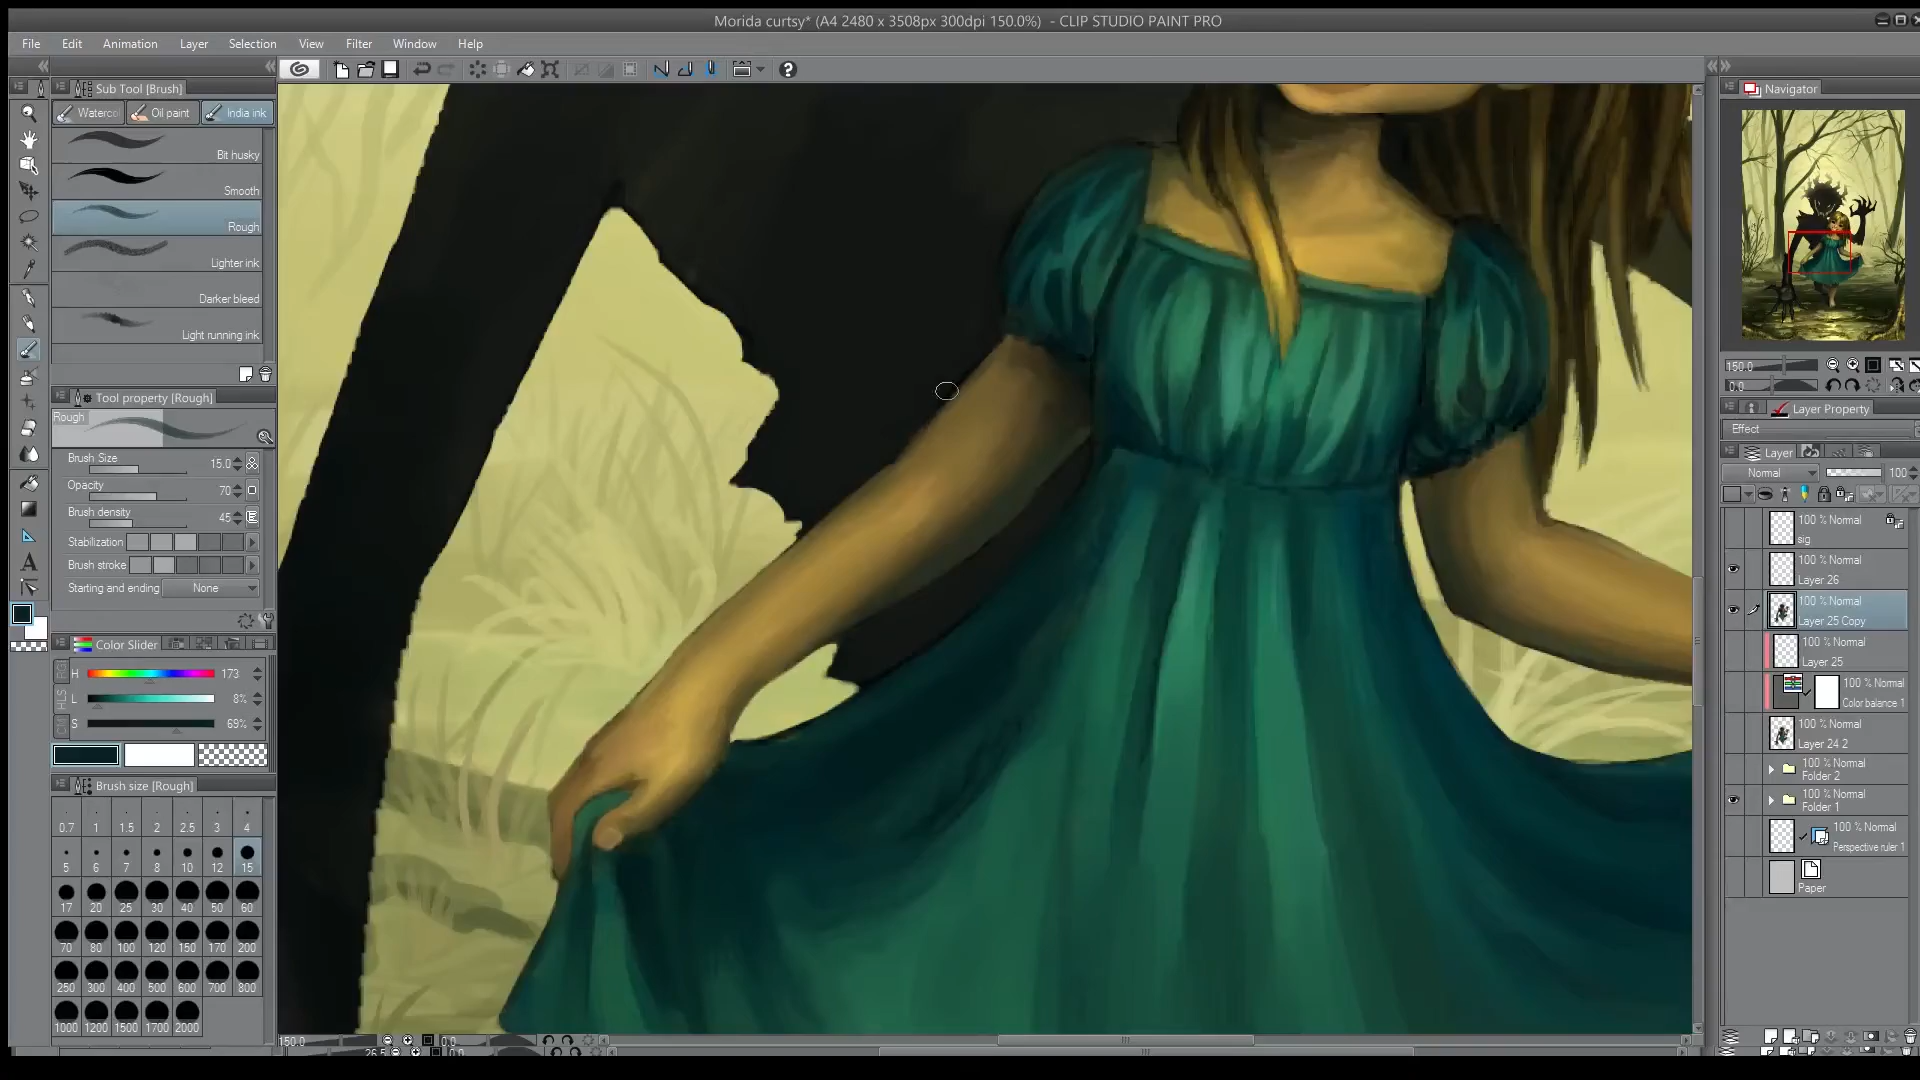 Morida curtsy* (A4 2480 x 3508px 300dpi 150.0%) - CLIP STUDIO PAINT PRO
File Edit Animation Layer Selection View Filter Window Help
Sub Tool [Brush]
Waterco Oil paint India ink
Bit husky
Smooth
Rough
Lighter ink
Darker bleed
Light running ink
Tool property [Rough]
Rough
Brush Size 15.0
Opacity 70
Brush density 45
Stabilization
Brush stroke
Starting and ending None
Color Slider
H 173
L 8%
S 69%
Brush size [Rough]
0.7 1 1.5 2 2.5 3 4
5 6 7 8 10 12 15
17 20 25 30 40 50 60
70 80 100 120 150 170 200
250 300 400 500 600 700 800
1000 1200 1500 1700 2000
150.0 0.0
26.5 0.0
Navigator
150.0
0.0
Layer Property
Effect
Layer
Normal 100
100 % Normal
sig
100 % Normal
Layer 26
100 % Normal
Layer 25 Copy
100 % Normal
Layer 25
100 % Normal
Color balance 1
100 % Normal
Layer 24 2
100 % Normal
Folder 2
100 % Normal
Folder 1
100 % Normal
Perspective ruler 1
Paper